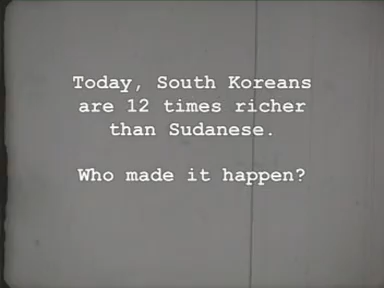 Today, South Koreans
are 12 times richer
than Sudanese.
Who made it happen?